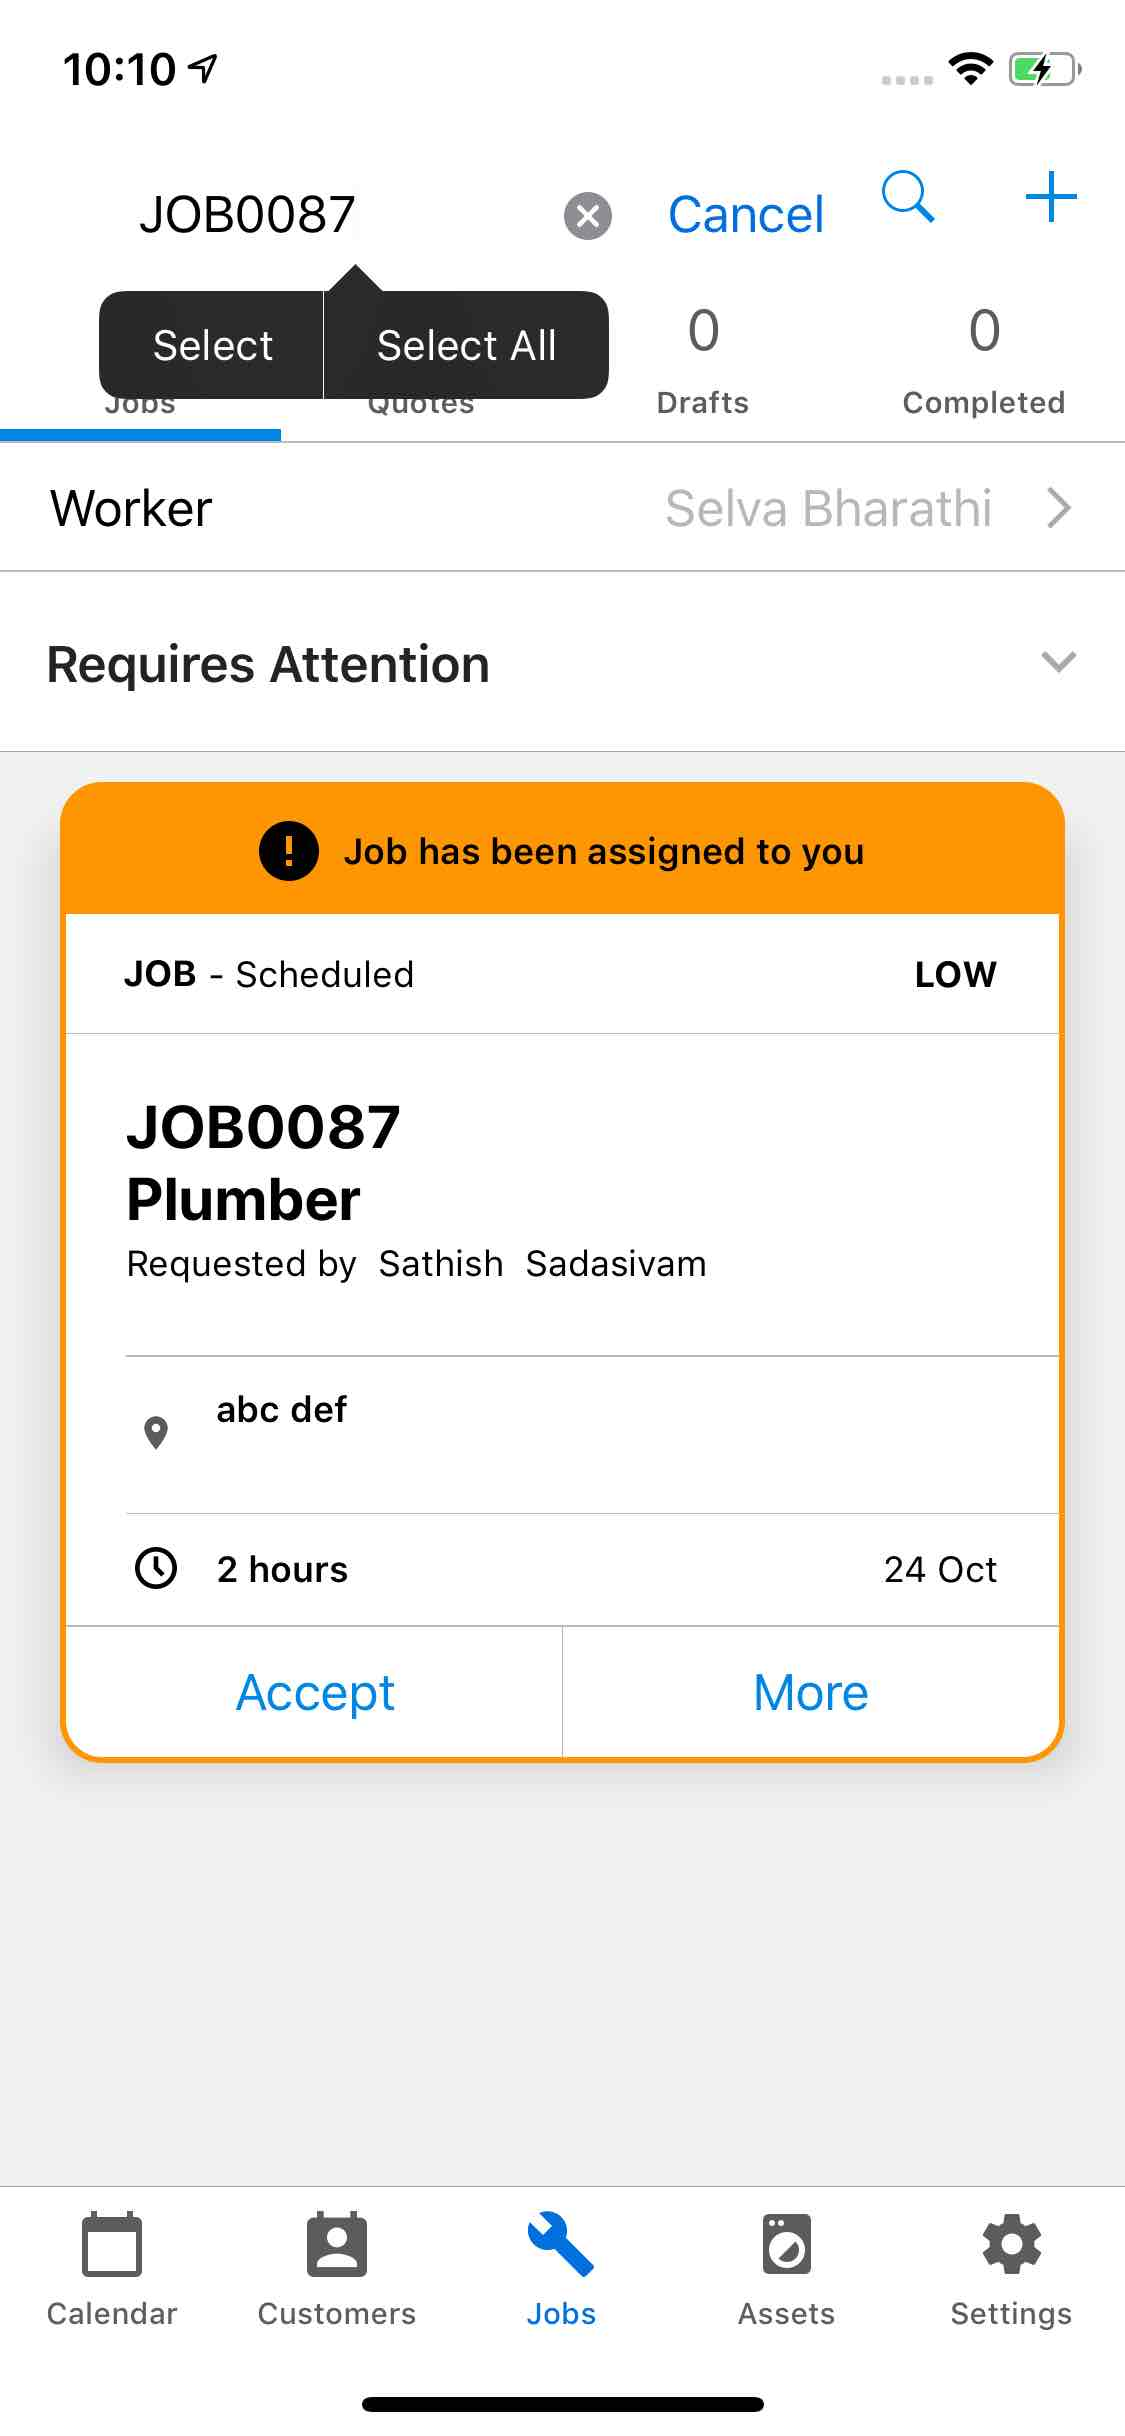 10:10
JOB0087
Cancel
Select
Select All
0
0
Jobs
Quotes
Drafts
Completed
Worker
Selva Bharathi
Requires Attention
Job has been assigned to you
JOB - Scheduled
LOW
JOB0087
Plumber
Requested by Sathish Sadasivam
abc def
2 hours
24 Oct
Accept
More
Calendar
Customers
Jobs
Assets
Settings